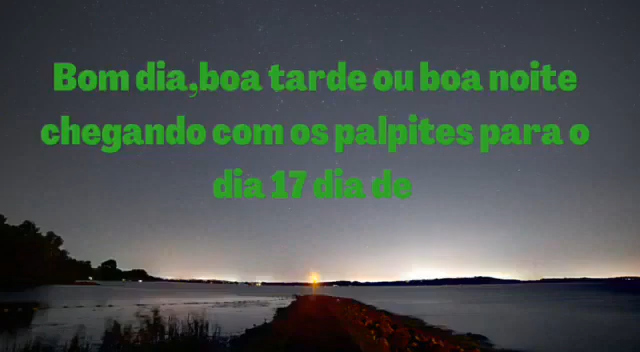 Bom dia,boa tarde ou boa noite
chegando com os palpites para o
dia 17 dia de